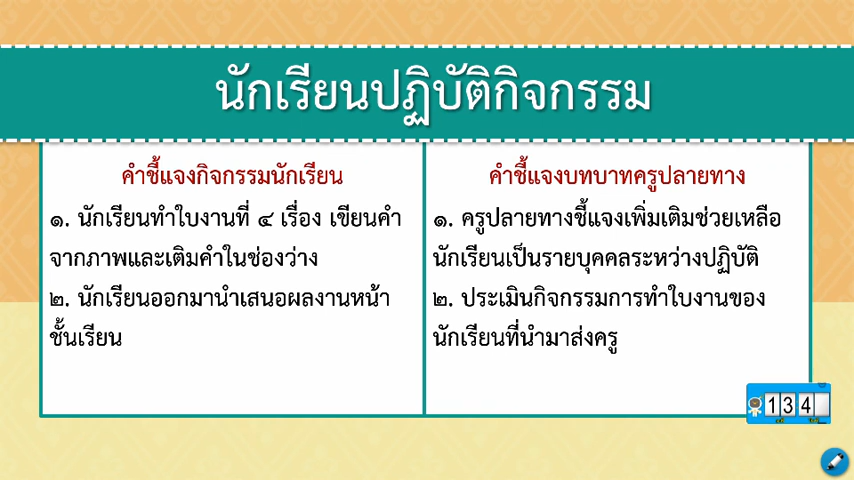 นักเรียนปฏิบัติกิจกรรม
คำชี้แจงกิจกรรมนักเรียน
๑. นักเรียนทำใบงานที่ ๔ เรื่อง เขียนคำ
จากภาพและเติมคำในช่องว่าง
๒. นักเรียนออกมานำเสนอผลงานหน้า
ชั้นเรียน
คำชี้แจงบทบาทครูปลายทาง
๑. ครูปลายทางชี้แจงเพิ่มเติมช่วยเหลือ
นักเรียนเป็นรายบุคคลระหว่างปฏิบัติ
๒. ประเมินกิจกรรมการทำใบงานของ
นักเรียนที่นำมาส่งครู
134